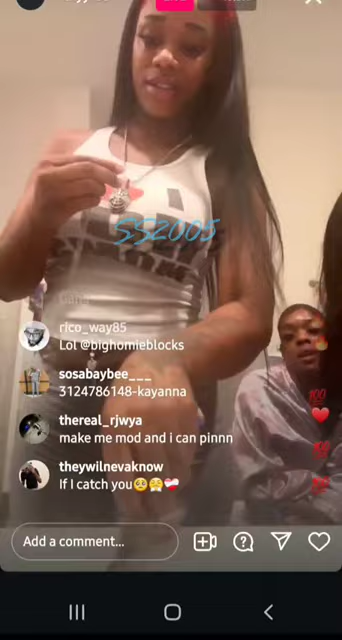 SS2005
rico_way85
Lol @bighomieblocks
sosabaybee___
3124786148-kayanna
thereal_rjwya
make me mod and i can pinnn
theywilnevaknow
If I catch you🥺😤❤️‍🩹
💯
💯
💯
Add a comment...